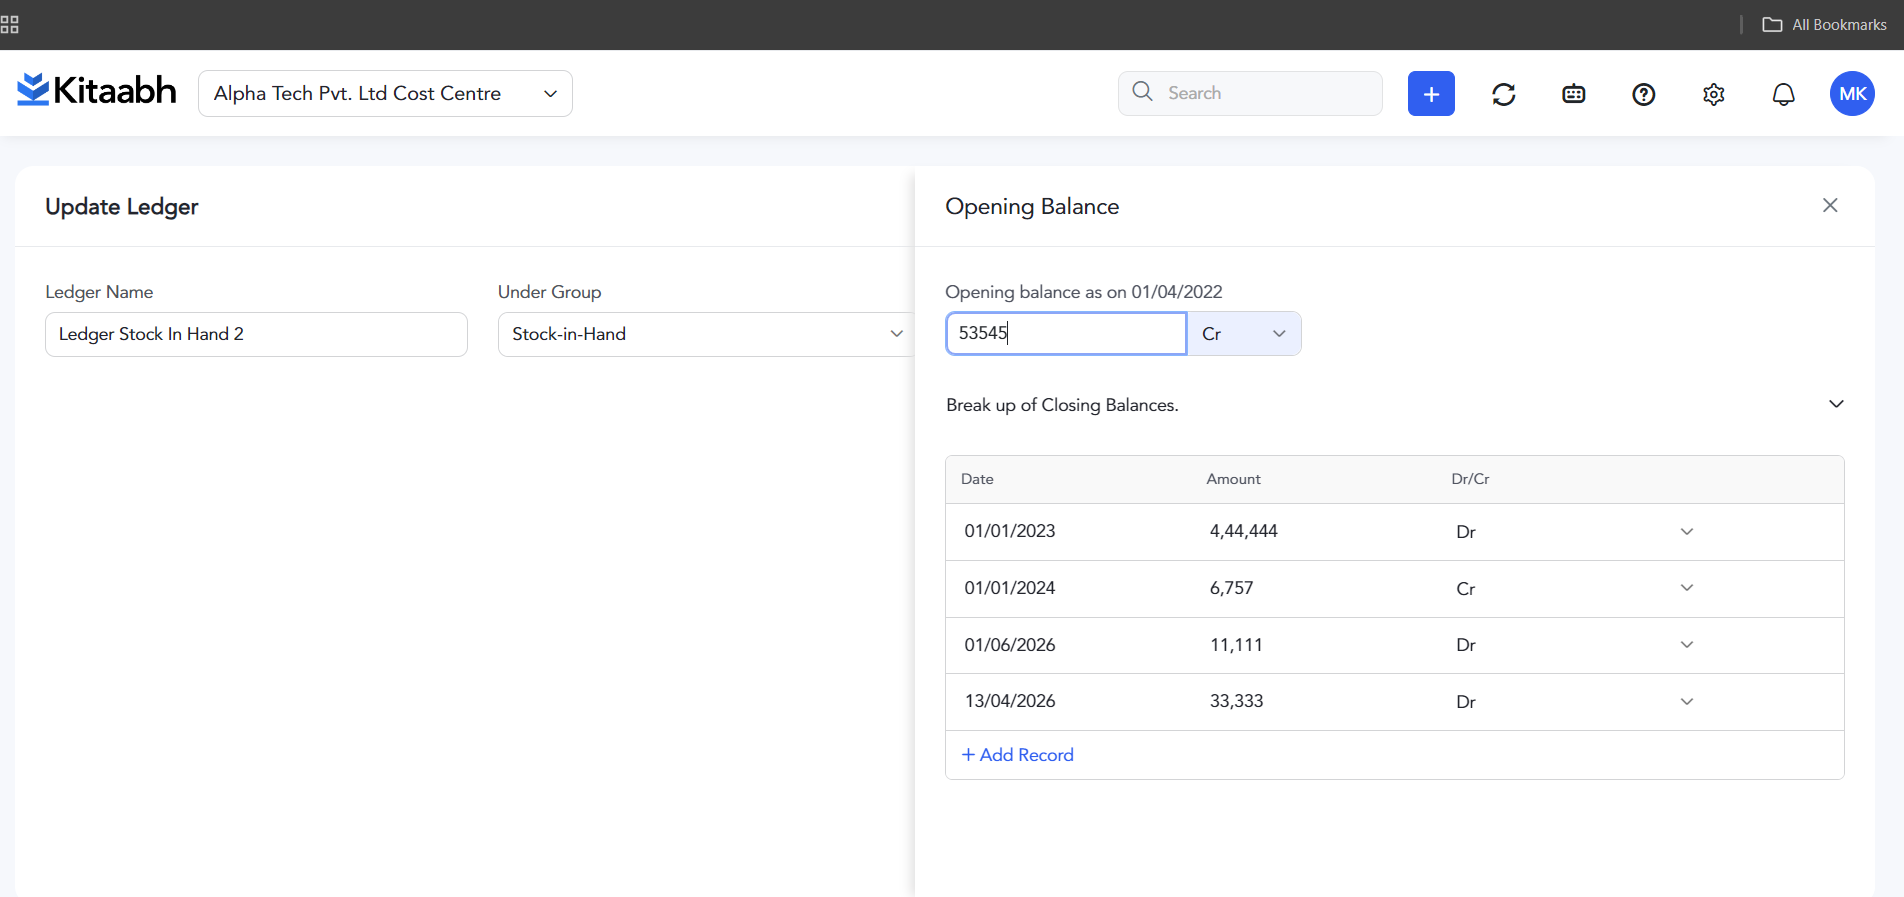 All Bookmarks
Kitaabh
Alpha Tech Pvt. Ltd Cost Centre
Search
MK
Update Ledger
Opening Balance
Ledger Name
Under Group
Opening balance as on 01/04/2022
Ledger Stock In Hand 2
Stock-in-Hand
53545
Cr
Break up of Closing Balances.
Date Amount Dr/Cr
01/01/2023 4,44,444 Dr
01/01/2024 6,757 Cr
01/06/2026 11,111 Dr
13/04/2026 33,333 Dr
+ Add Record